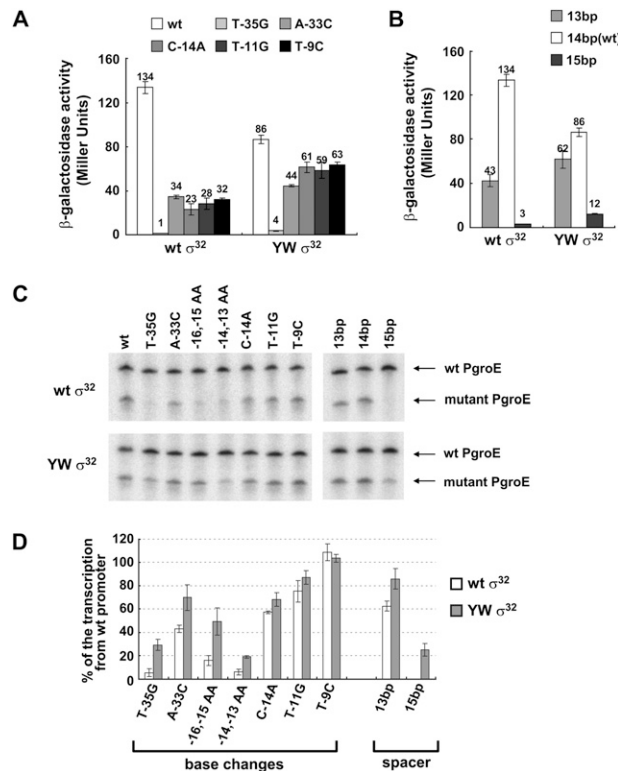 A
wt
T-35G
A-33C
C-14A
T-11G
T-9C
β-galactosidase activity
(Miller Units)
160
120
80
40
0
134
1
34
23
28
32
86
4
44
61
59
63
wt σ32
YW σ32
B
13bp
14bp(wt)
15bp
β-galactosidase activity
(Miller Units)
160
120
80
40
0
43
134
3
62
86
12
wt σ32
YW σ32
C
wt
T-35G
A-33C
-16,-15 AA
-14,-13 AA
C-14A
T-11G
T-9C
13bp
14bp
15bp
wt σ32
wt PgroE
mutant PgroE
YW σ32
wt PgroE
mutant PgroE
D
% of the transcription
from wt promoter
120
100
80
60
40
20
0
wt σ32
YW σ32
T-35G
A-33C
-16,-15 AA
-14,-13 AA
C-14A
T-11G
T-9C
13bp
15bp
base changes
spacer